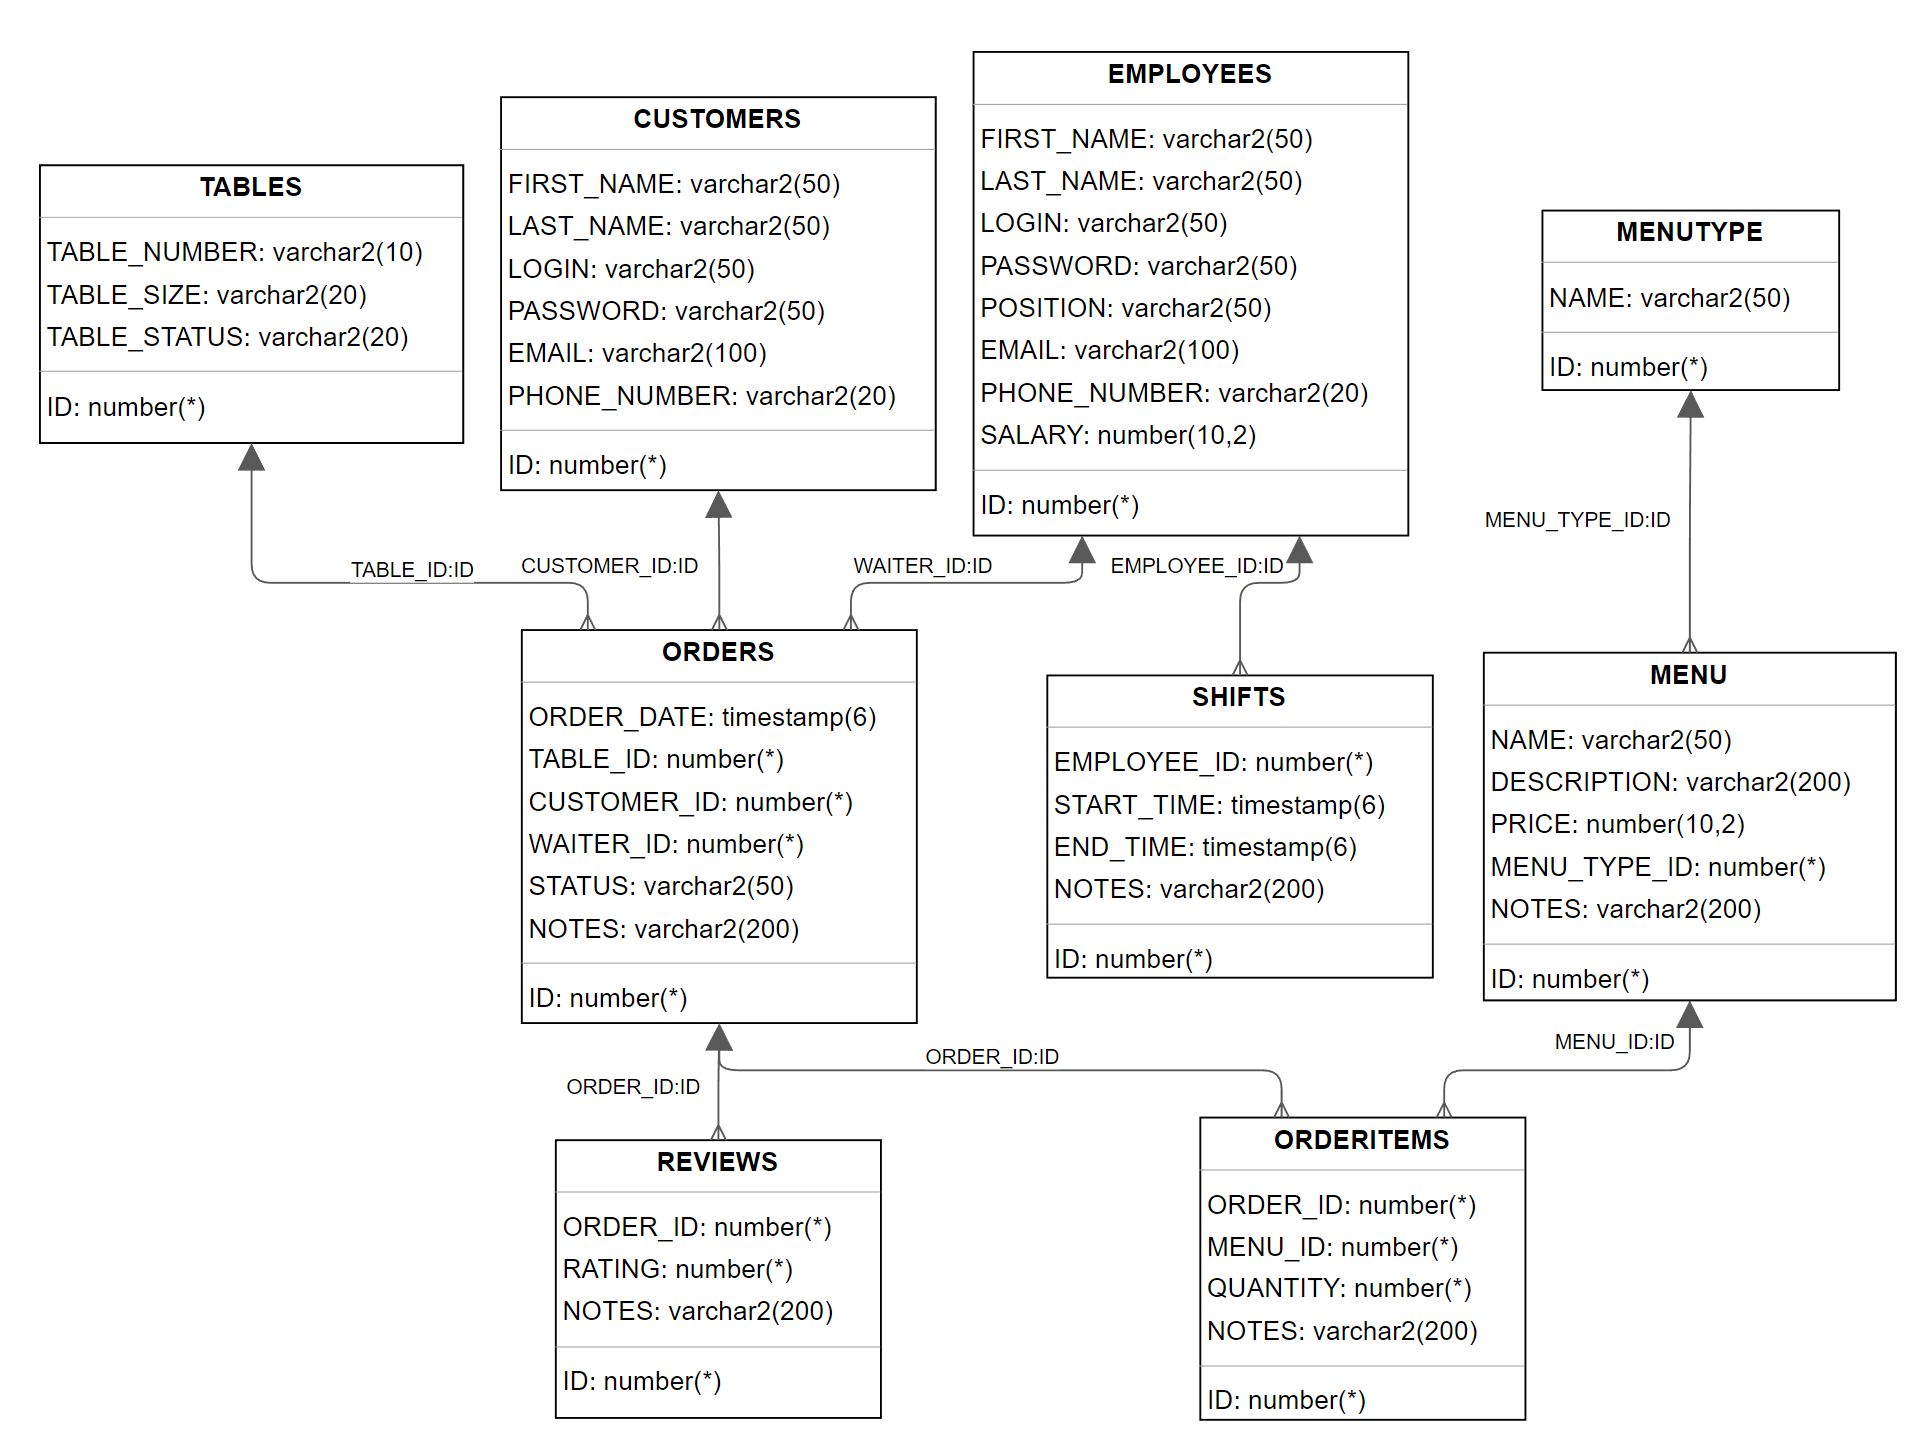 TABLES
TABLE_NUMBER: varchar2(10)
TABLE_SIZE: varchar2(20)
TABLE_STATUS: varchar2(20)
ID: number(*)
CUSTOMERS
FIRST_NAME: varchar2(50)
LAST_NAME: varchar2(50)
LOGIN: varchar2(50)
PASSWORD: varchar2(50)
EMAIL: varchar2(100)
PHONE_NUMBER: varchar2(20)
ID: number(*)
EMPLOYEES
FIRST_NAME: varchar2(50)
LAST_NAME: varchar2(50)
LOGIN: varchar2(50)
PASSWORD: varchar2(50)
POSITION: varchar2(50)
EMAIL: varchar2(100)
PHONE_NUMBER: varchar2(20)
SALARY: number(10,2)
ID: number(*)
MENUTYPE
NAME: varchar2(50)
ID: number(*)
TABLE_ID:ID
CUSTOMER_ID:ID
WAITER_ID:ID
EMPLOYEE_ID:ID
MENU_TYPE_ID:ID
ORDERS
ORDER_DATE: timestamp(6)
TABLE_ID: number(*)
CUSTOMER_ID: number(*)
WAITER_ID: number(*)
STATUS: varchar2(50)
NOTES: varchar2(200)
ID: number(*)
SHIFTS
EMPLOYEE_ID: number(*)
START_TIME: timestamp(6)
END_TIME: timestamp(6)
NOTES: varchar2(200)
ID: number(*)
MENU
NAME: varchar2(50)
DESCRIPTION: varchar2(200)
PRICE: number(10,2)
MENU_TYPE_ID: number(*)
NOTES: varchar2(200)
ID: number(*)
ORDER_ID:ID
ORDER_ID:ID
MENU_ID:ID
REVIEWS
ORDER_ID: number(*)
RATING: number(*)
NOTES: varchar2(200)
ID: number(*)
ORDERITEMS
ORDER_ID: number(*)
MENU_ID: number(*)
QUANTITY: number(*)
NOTES: varchar2(200)
ID: number(*)